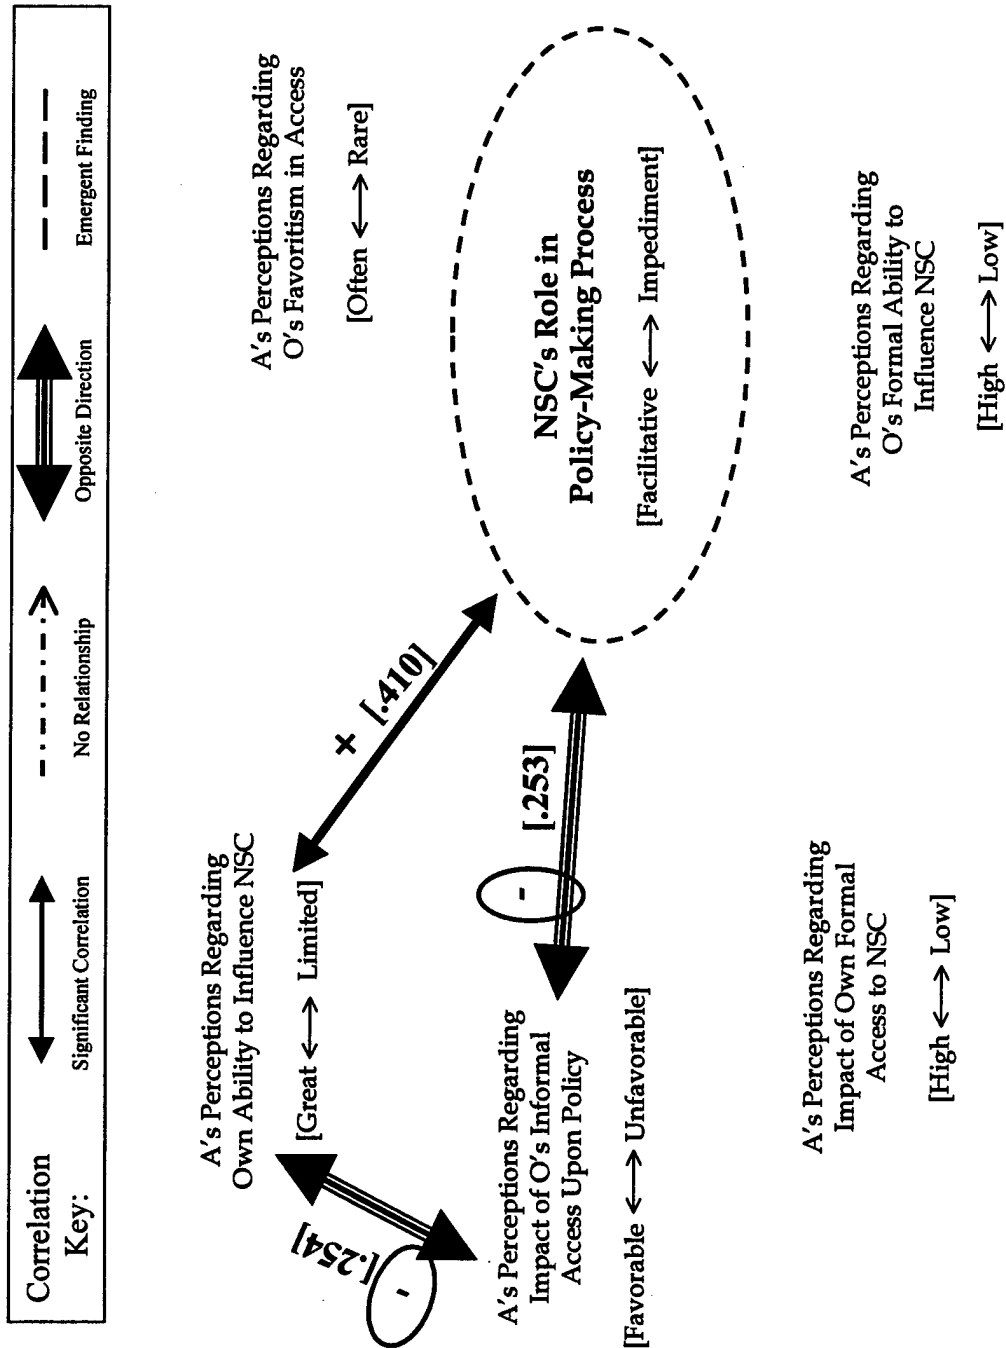 Correlation
Key:
Significant Correlation
No Relationship
Opposite Direction
Emergent Finding
A's Perceptions Regarding
Own Ability to Influence NSC
[Great <—> Limited]
A's Perceptions Regarding
O's Favoritism in Access
[Often <—> Rare]
+ [.410]
[.254]
-
A's Perceptions Regarding
Impact of O's Informal
Access Upon Policy
[Favorable <—> Unfavorable]
-
[.253]
NSC's Role in
Policy-Making Process
[Facilitative <—> Impediment]
A's Perceptions Regarding
Impact of Own Formal
Access to NSC
[High <—> Low]
A's Perceptions Regarding
O's Formal Ability to
Influence NSC
[High <—> Low]